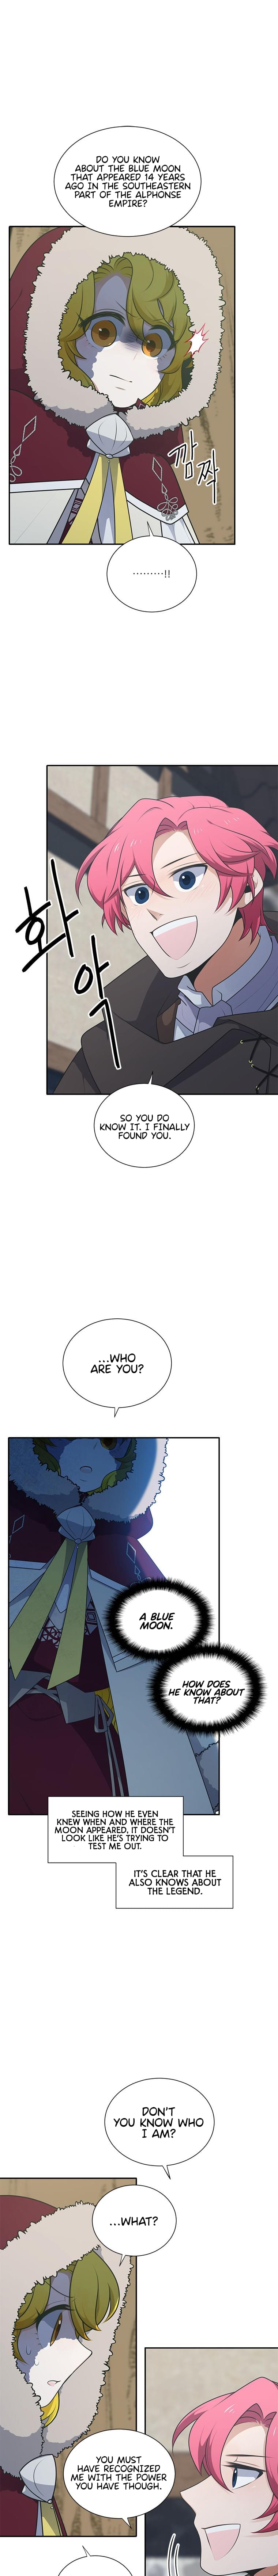 DO YOU KNOW
ABOUT THE BLUE MOON
THAT APPEARED 14 YEARS
AGO IN THE SOUTHEASTERN
PART OF THE ALPHONSE
EMPIRE?
깜짝
.........!!
화악
SO YOU DO
KNOW IT. I FINALLY
FOUND YOU.
...WHO
ARE YOU?
A BLUE
MOON.
HOW DOES
HE KNOW ABOUT
THAT?
SEEING HOW HE EVEN
KNEW WHEN AND WHERE THE
MOON APPEARED, IT DOESN'T
LOOK LIKE HE'S TRYING TO
TEST ME OUT.
IT'S CLEAR THAT HE
ALSO KNOWS ABOUT
THE LEGEND.
DON'T
YOU KNOW WHO
I AM?
...WHAT?
YOU MUST
HAVE RECOGNIZED
ME WITH THE POWER
YOU HAVE THOUGH.